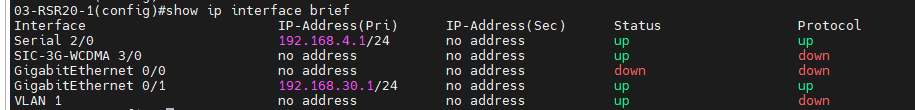 03-RSR20-1(config)#show ip interface brief
Interface IP-Address(Pri) IP-Address(Sec) Status Protocol
Serial 2/0 192.168.4.1/24 no address up up
SIC-3G-WCDMA 3/0 no address no address up down
GigabitEthernet 0/0 no address no address down down
GigabitEthernet 0/1 192.168.30.1/24 no address up up
VLAN 1 no address no address up down